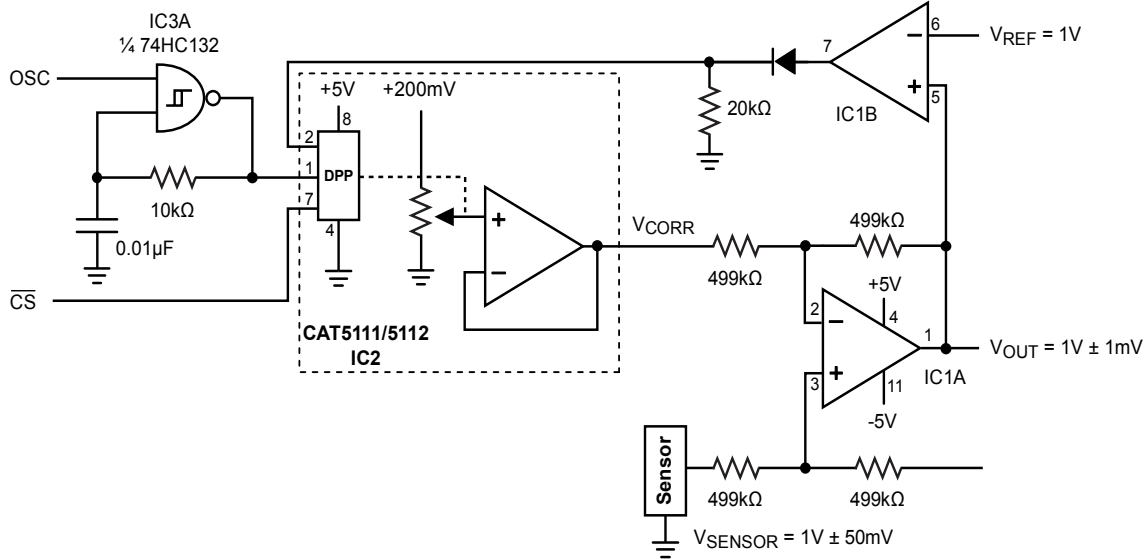 IC3A
¼ 74HC132
OSC
+5V
+200mV
8
2
1
7
DPP
4
10kΩ
0.01µF
CS
CAT5111/5112
IC2
+
−
7
6
−
VREF = 1V
+
5
IC1B
20kΩ
VCORR
499kΩ
499kΩ
+5V
2
−
4
1
VOUT = 1V ± 1mV
3
+
11
IC1A
-5V
Sensor
499kΩ
499kΩ
VSENSOR = 1V ± 50mV